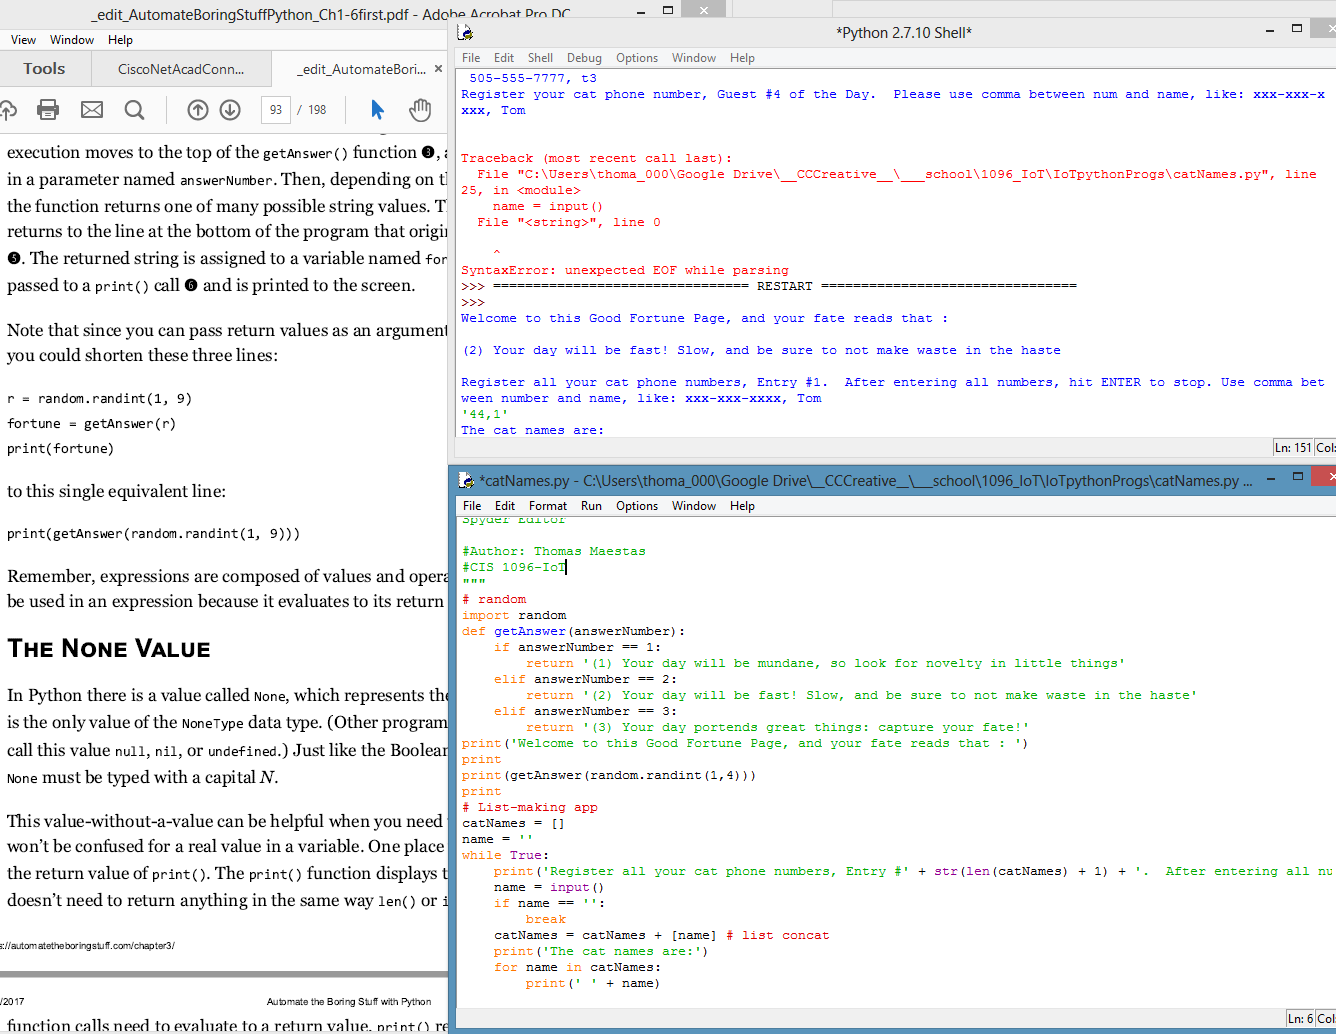 _edit_AutomateBoringStuffPython_Ch1-6first.pdf - Adobe Acrobat Pro DC
View Window Help
Tools CiscoNetAcadConn... _edit_AutomateBori... ×
93 / 198
execution moves to the top of the getAnswer() function ❸,
in a parameter named answerNumber. Then, depending on
the function returns one of many possible string values.
returns to the line at the bottom of the program that
❺. The returned string is assigned to a variable named
passed to a print() call ❻ and is printed to the screen.
Note that since you can pass return values as an argument
you could shorten these three lines:
r = random.randint(1, 9)
fortune = getAnswer(r)
print(fortune)
to this single equivalent line:
print(getAnswer(random.randint(1, 9)))
Remember, expressions are composed of values and
be used in an expression because it evaluates to its return
THE NONE VALUE
In Python there is a value called None, which represents
is the only value of the NoneType data type. (Other
call this value null, nil, or undefined.) Just like the Boolean
None must be typed with a capital N.
This value-without-a-value can be helpful when you need
won't be confused for a real value in a variable. One place
the return value of print(). The print() function displays
doesn't need to return anything in the same way len() or
s://automatetheboringstuff.com/chapter3/
/2017 Automate the Boring Stuff with Python
function calls need to evaluate to a return value, print()
*Python 2.7.10 Shell*
File Edit Shell Debug Options Window Help
505-555-7777, t3
Register your cat phone number, Guest #4 of the Day.  Please use comma between num and name, like: xxx-xxx-x
xxx, Tom
Traceback (most recent call last):
  File "C:\Users\thoma_000\Google Drive\__CCCreative__\___school\1096_IoT\IoTpythonProgs\catNames.py", line
25, in <module>
    name = input()
  File "<string>", line 0
    ^
SyntaxError: unexpected EOF while parsing
>>> ================================ RESTART ================================
>>>
Welcome to this Good Fortune Page, and your fate reads that :
(2) Your day will be fast! Slow, and be sure to not make waste in the haste
Register all your cat phone numbers, Entry #1.  After entering all numbers, hit ENTER to stop. Use comma bet
ween number and name, like: xxx-xxx-xxxx, Tom
'44,1'
The cat names are:
Ln: 151 Col:
*catNames.py - C:\Users\thoma_000\Google Drive\__CCCreative__\___school\1096_IoT\IoTpythonProgs\catNames.py ...
File Edit Format Run Options Window Help
Spyder Editor
#Author: Thomas Maestas
#CIS 1096-IoT
"""
# random
import random
def getAnswer(answerNumber):
    if answerNumber == 1:
        return '(1) Your day will be mundane, so look for novelty in little things'
    elif answerNumber == 2:
        return '(2) Your day will be fast! Slow, and be sure to not make waste in the haste'
    elif answerNumber == 3:
        return '(3) Your day portends great things: capture your fate!'
print('Welcome to this Good Fortune Page, and your fate reads that : ')
print
print(getAnswer(random.randint(1,4)))
print
# List-making app
catNames = []
name = ''
while True:
    print('Register all your cat phone numbers, Entry #' + str(len(catNames) + 1) + '.  After entering all nu
    name = input()
    if name == '':
        break
    catNames = catNames + [name] # list concat
    print('The cat names are:')
    for name in catNames:
        print(' ' + name)
Ln: 6 Col: